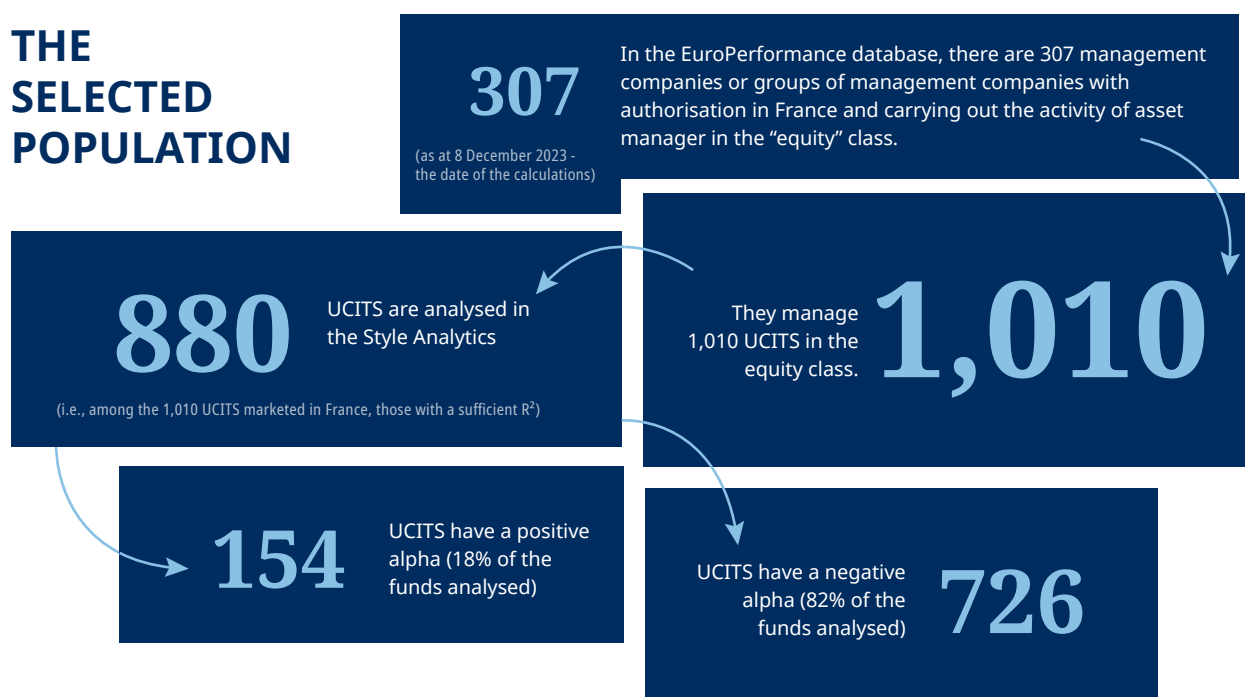 THE
SELECTED
POPULATION
307
(as at 8 December 2023 -
the date of the calculations)
In the EuroPerformance database, there are 307 management
companies or groups of management companies with
authorisation in France and carrying out the activity of asset
manager in the “equity” class.
They manage
1,010 UCITS in the
equity class.
1,010
880
UCITS are analysed in
the Style Analytics
(i.e., among the 1,010 UCITS marketed in France, those with a sufficient R²)
154
UCITS have a positive
alpha (18% of the
funds analysed)
UCITS have a negative
alpha (82% of the
funds analysed)
726